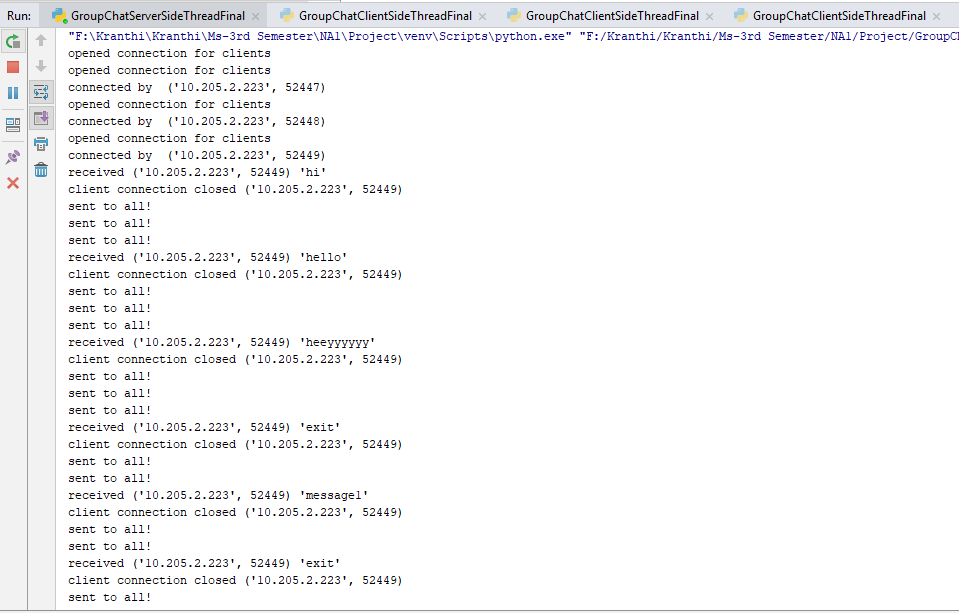 Run: GroupChatServerSideThreadFinal GroupChatClientSideThreadFinal GroupChatClientSideThreadFinal GroupChatClientSideThreadFinal
"F:\Kranthi\Kranthi\Ms-3rd Semester\NA1\Project\venv\Scripts\python.exe" "F:/Kranthi/Kranthi/Ms-3rd Semester/NA1/Project/GroupCh
opened connection for clients
opened connection for clients
connected by  ('10.205.2.223', 52447)
opened connection for clients
connected by  ('10.205.2.223', 52448)
opened connection for clients
connected by  ('10.205.2.223', 52449)
received ('10.205.2.223', 52449) 'hi'
client connection closed ('10.205.2.223', 52449)
sent to all!
sent to all!
sent to all!
received ('10.205.2.223', 52449) 'hello'
client connection closed ('10.205.2.223', 52449)
sent to all!
sent to all!
sent to all!
received ('10.205.2.223', 52449) 'heeyyyyyy'
client connection closed ('10.205.2.223', 52449)
sent to all!
sent to all!
sent to all!
received ('10.205.2.223', 52449) 'exit'
client connection closed ('10.205.2.223', 52449)
sent to all!
sent to all!
received ('10.205.2.223', 52449) 'message1'
client connection closed ('10.205.2.223', 52449)
sent to all!
sent to all!
received ('10.205.2.223', 52449) 'exit'
client connection closed ('10.205.2.223', 52449)
sent to all!